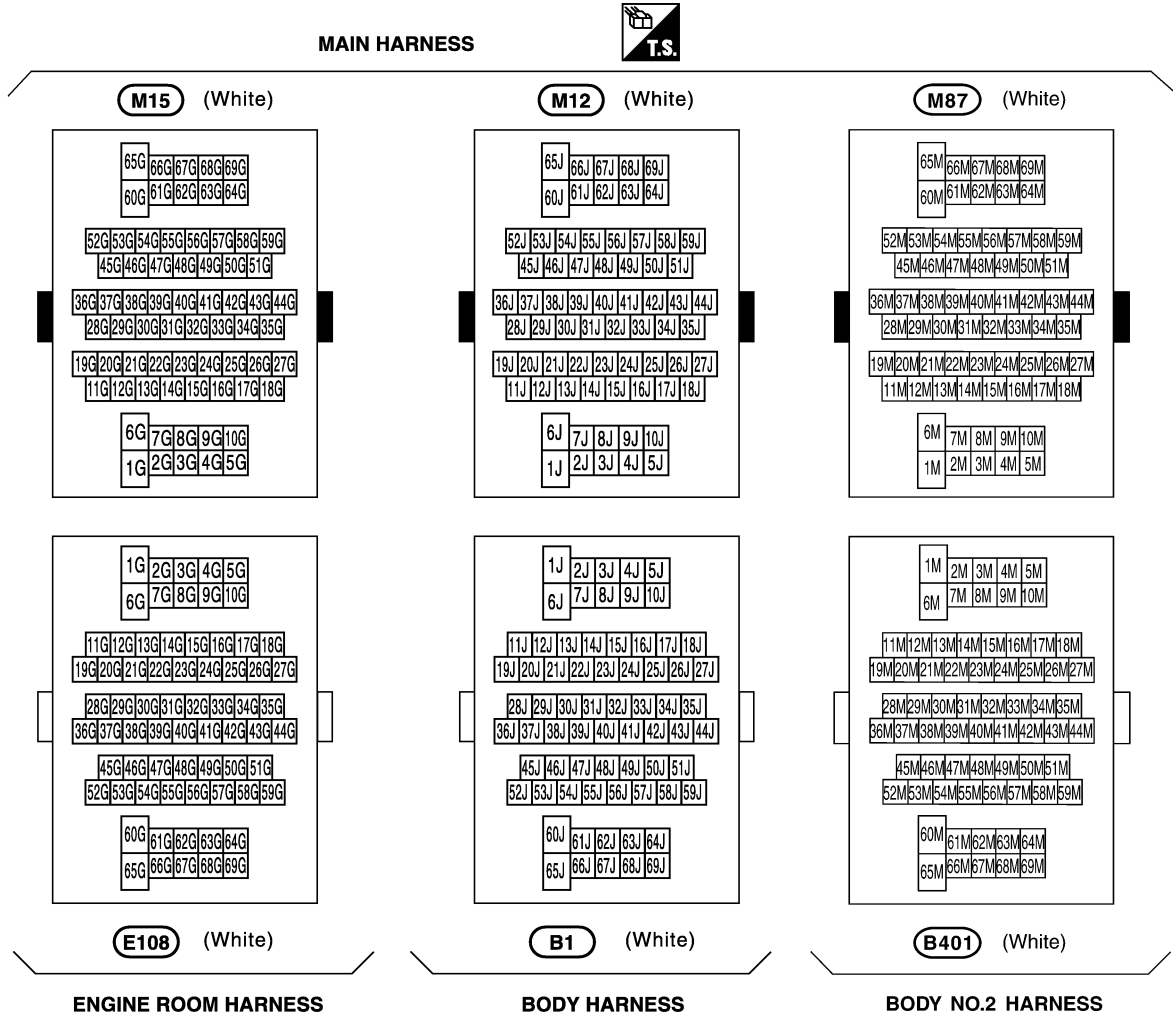 MAIN HARNESS
T.S.
M15 (White) M12 (White) M87 (White)
65G 66G 67G 68G 69G 65J 66J 67J 68J 69J 65M 66M 67M 68M 69M
60G 61G 62G 63G 64G 60J 61J 62J 63J 64J 60M 61M 62M 63M 64M
52G 53G 54G 55G 56G 57G 58G 59G 52J 53J 54J 55J 56J 57J 58J 59J 52M 53M 54M 55M 56M 57M 58M 59M
45G 46G 47G 48G 49G 50G 51G 45J 46J 47J 48J 49J 50J 51J 45M 46M 47M 48M 49M 50M 51M
36G 37G 38G 39G 40G 41G 42G 43G 44G 36J 37J 38J 39J 40J 41J 42J 43J 44J 36M 37M 38M 39M 40M 41M 42M 43M 44M
28G 29G 30G 31G 32G 33G 34G 35G 28J 29J 30J 31J 32J 33J 34J 35J 28M 29M 30M 31M 32M 33M 34M 35M
19G 20G 21G 22G 23G 24G 25G 26G 27G 19J 20J 21J 22J 23J 24J 25J 26J 27J 19M 20M 21M 22M 23M 24M 25M 26M 27M
11G 12G 13G 14G 15G 16G 17G 18G 11J 12J 13J 14J 15J 16J 17J 18J 11M 12M 13M 14M 15M 16M 17M 18M
6G 7G 8G 9G 10G 6J 7J 8J 9J 10J 6M 7M 8M 9M 10M
1G 2G 3G 4G 5G 1J 2J 3J 4J 5J 1M 2M 3M 4M 5M
1G 2G 3G 4G 5G 1J 2J 3J 4J 5J 1M 2M 3M 4M 5M
6G 7G 8G 9G 10G 6J 7J 8J 9J 10J 6M 7M 8M 9M 10M
11G 12G 13G 14G 15G 16G 17G 18G 11J 12J 13J 14J 15J 16J 17J 18J 11M 12M 13M 14M 15M 16M 17M 18M
19G 20G 21G 22G 23G 24G 25G 26G 27G 19J 20J 21J 22J 23J 24J 25J 26J 27J 19M 20M 21M 22M 23M 24M 25M 26M 27M
28G 29G 30G 31G 32G 33G 34G 35G 28J 29J 30J 31J 32J 33J 34J 35J 28M 29M 30M 31M 32M 33M 34M 35M
36G 37G 38G 39G 40G 41G 42G 43G 44G 36J 37J 38J 39J 40J 41J 42J 43J 44J 36M 37M 38M 39M 40M 41M 42M 43M 44M
45G 46G 47G 48G 49G 50G 51G 45J 46J 47J 48J 49J 50J 51J 45M 46M 47M 48M 49M 50M 51M
52G 53G 54G 55G 56G 57G 58G 59G 52J 53J 54J 55J 56J 57J 58J 59J 52M 53M 54M 55M 56M 57M 58M 59M
60G 61G 62G 63G 64G 60J 61J 62J 63J 64J 60M 61M 62M 63M 64M
65G 66G 67G 68G 69G 65J 66J 67J 68J 69J 65M 66M 67M 68M 69M
E108 (White) B1 (White) B401 (White)
ENGINE ROOM HARNESS BODY HARNESS BODY NO.2 HARNESS